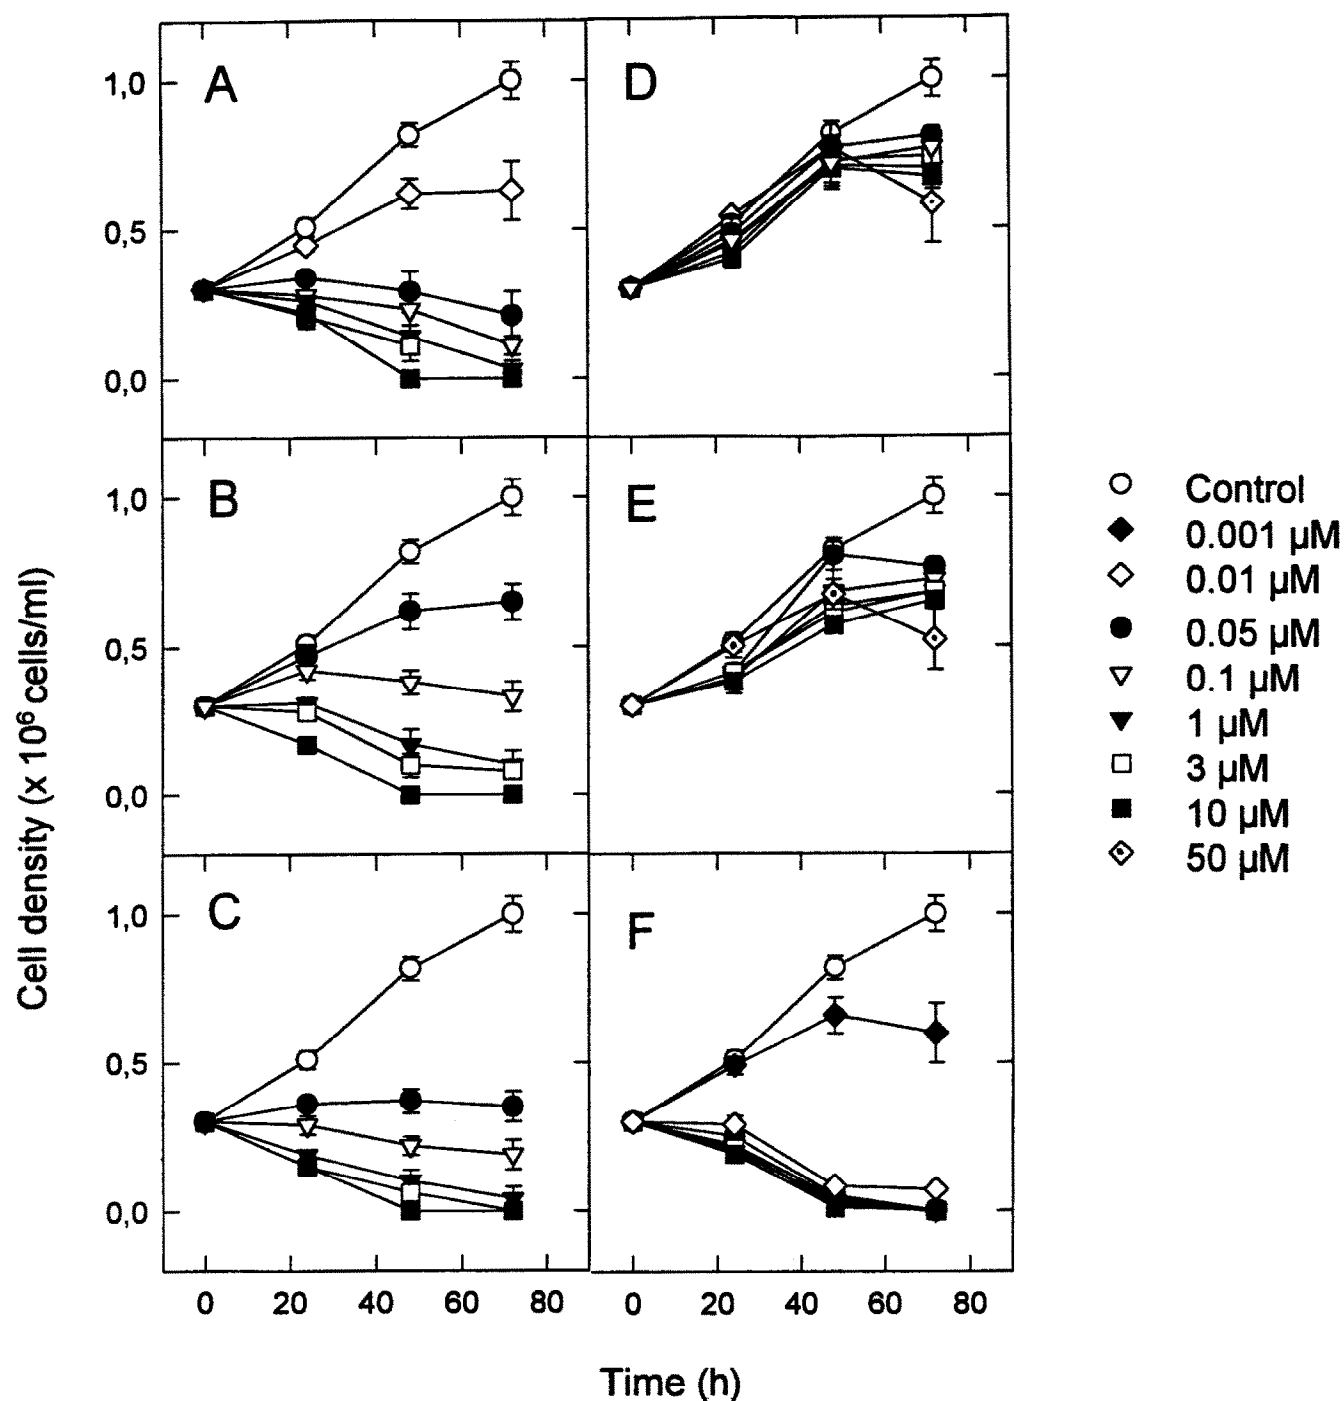 A
D
1,0
0,5
0,0
B
E
1,0
0,5
0,0
C
F
1,0
0,5
0,0
0 20 40 60 80 0 20 40 60 80
Time (h)
Cell density (x 10⁶ cells/ml)
Control
0.001 µM
0.01 µM
0.05 µM
0.1 µM
1 µM
3 µM
10 µM
50 µM